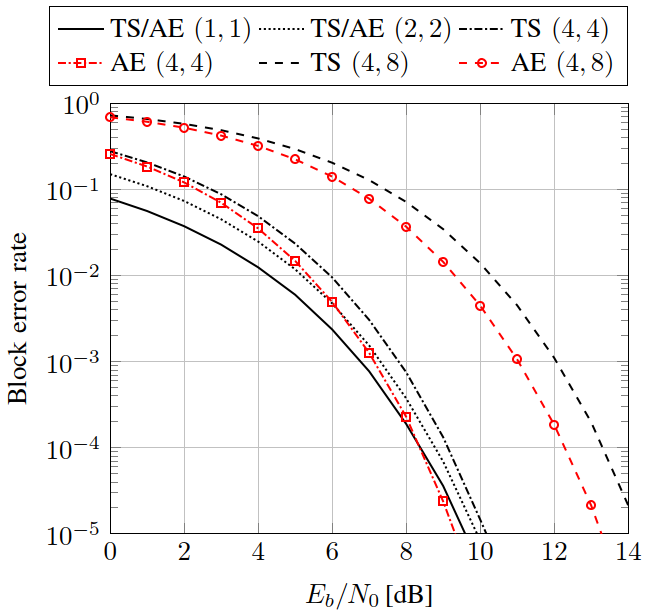 TS/AE (1, 1) TS/AE (2, 2) TS (4, 4)
AE (4, 4) TS (4, 8) AE (4, 8)
10^0
10^−1
10^−2
10^−3
10^−4
10^−5
Block error rate
0 2 4 6 8 10 12 14
E_b/N_0 [dB]